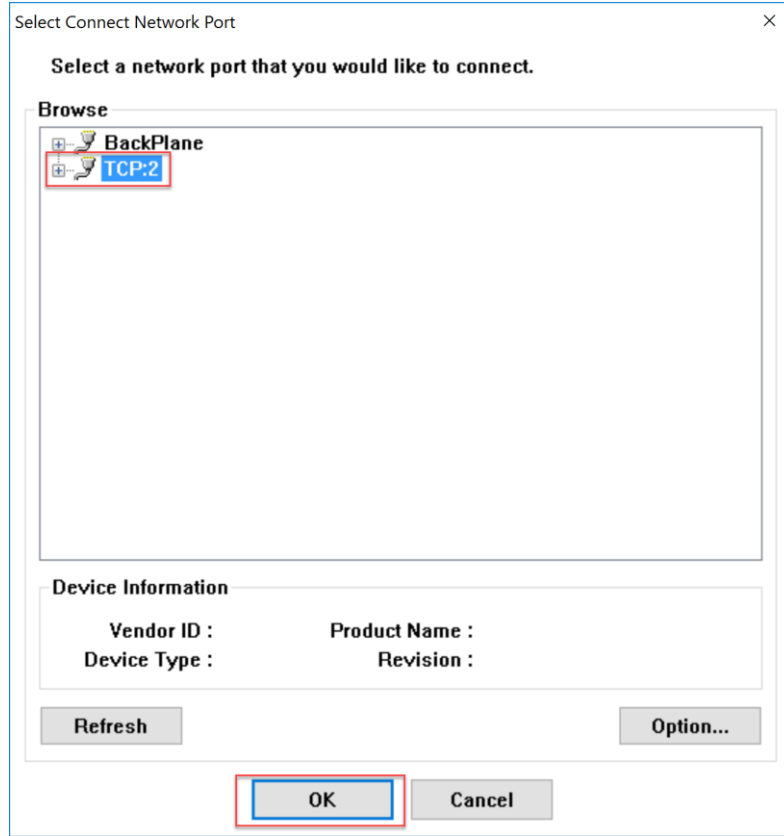 Select Connect Network Port
Select a network port that you would like to connect.
Browse
BackPlane
TCP:2
Device Information
Vendor ID : Product Name :
Device Type : Revision :
Refresh Option...
OK Cancel